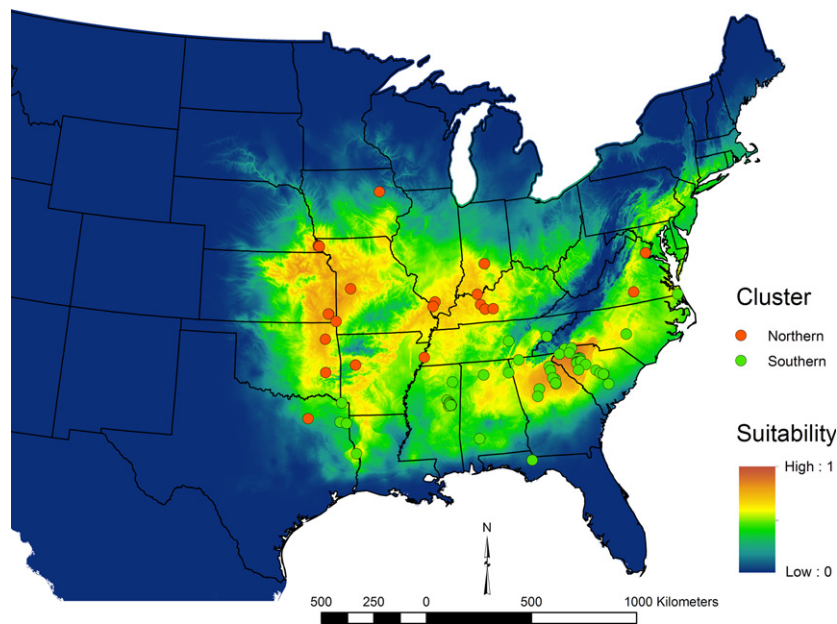 Cluster
Northern
Southern
Suitability
High : 1
Low : 0
N
500 250 0 500 1000 Kilometers